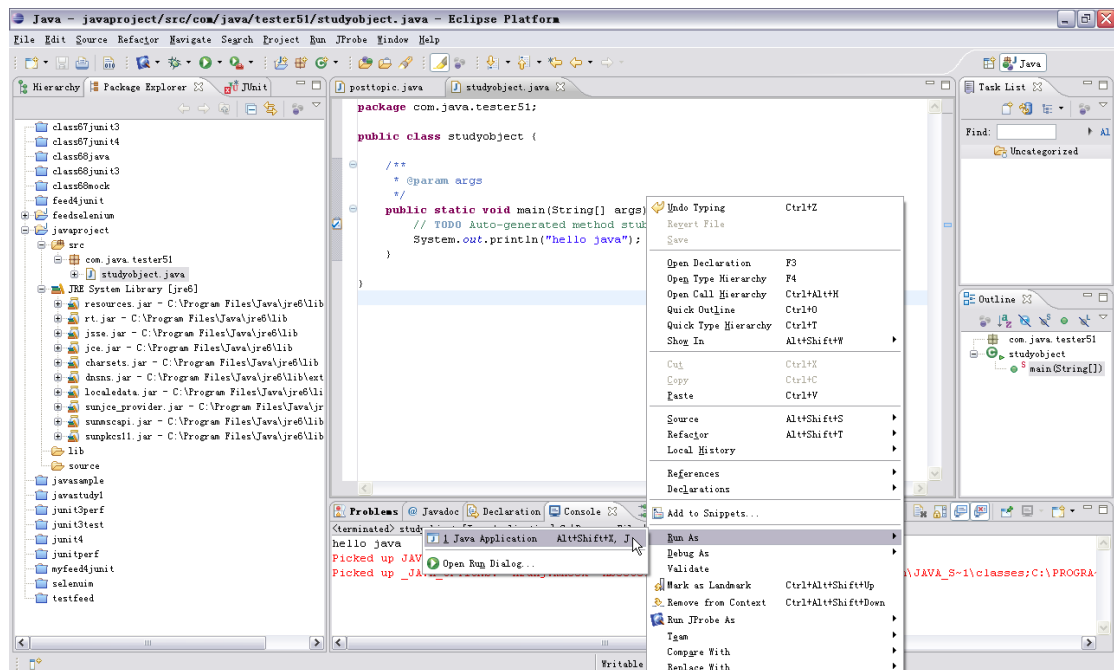 Java - javaproject/src/com/java/tester51/studyobject.java - Eclipse Platform
File Edit Source Refactor Navigate Search Project Run JProbe Window Help
Java
Hierarchy Package Explorer JUnit
class67junit3
class67junit4
class68java
class68junit3
class68mock
feed4junit
feedselenium
javaproject
src
com.java.tester51
studyobject.java
JRE System Library [jre6]
resources.jar - C:\Program Files\Java\jre6\lib
rt.jar - C:\Program Files\Java\jre6\lib
jsse.jar - C:\Program Files\Java\jre6\lib
jce.jar - C:\Program Files\Java\jre6\lib
charsets.jar - C:\Program Files\Java\jre6\lib
dnsns.jar - C:\Program Files\Java\jre6\lib\ext
localedata.jar - C:\Program Files\Java\jre6\li
sunjce_provider.jar - C:\Program Files\Java\jr
sunmscapi.jar - C:\Program Files\Java\jre6\lib
sunpkcs11.jar - C:\Program Files\Java\jre6\lib
lib
source
javasample
javastudy1
junit3perf
junit3test
junit4
junitperf
myfeed4junit
selenuim
testfeed
posttopic.java studyobject.java
package com.java.tester51;
public class studyobject {
/**
* @param args
*/
public static void main(String[] args)
// TODO Auto-generated method stub
System.out.println("hello java");
}
}
Undo Typing Ctrl+Z
Revert File
Save
Open Declaration F3
Open Type Hierarchy F4
Open Call Hierarchy Ctrl+Alt+H
Quick Outline Ctrl+O
Quick Type Hierarchy Ctrl+T
Show In Alt+Shift+W
Cut Ctrl+X
Copy Ctrl+C
Paste Ctrl+V
Source Alt+Shift+S
Refactor Alt+Shift+T
Local History
References
Declarations
Add to Snippets...
Run As
Debug As
Validate
Mark as Landmark Ctrl+Alt+Shift+Up
Remove from Context Ctrl+Alt+Shift+Down
Run JProbe As
Team
Compare With
Replace With
1 Java Application Alt+Shift+X, J
Open Run Dialog...
Task List
Find: Al
Uncategorized
Outline
com.java.tester51
studyobject
main(String[])
Problems @ Javadoc Declaration Console
<terminated>
hello java
Picked up JAV
Picked up \JAVA_S~1\classes;C:\PROGRA~
Writable